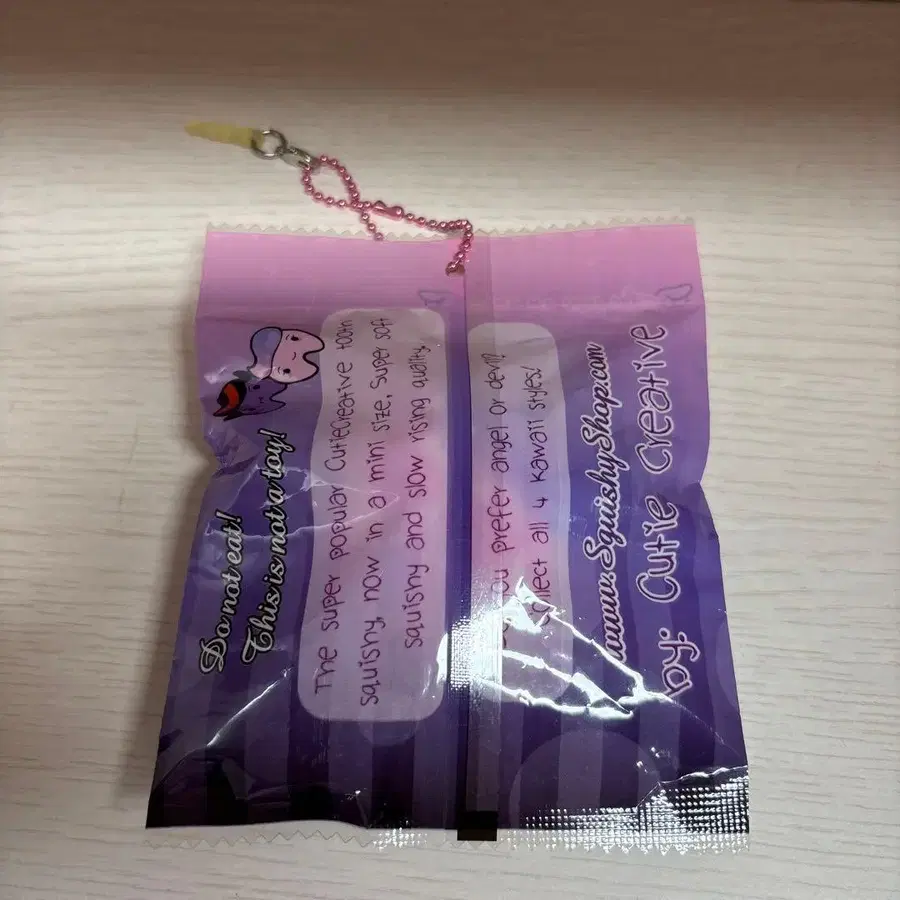 Do not eat!
This is not a toy!
The super popular CutieCreative tooth
squishy, now in a mini size, Super soft
squishy and slow rising quality.
you prefer angel or devil?
all 4 kawaii styles!
www.SquishyShop.com
by: Cutie Creative